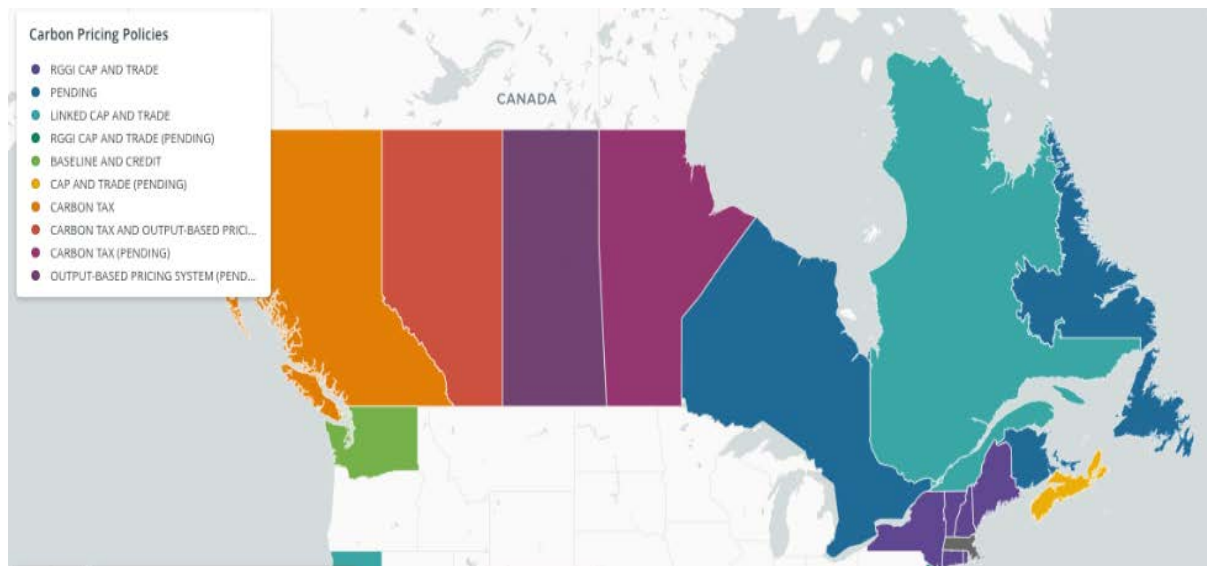 Carbon Pricing Policies
RGGI CAP AND TRADE
PENDING
LINKED CAP AND TRADE
RGGI CAP AND TRADE (PENDING)
BASELINE AND CREDIT
CAP AND TRADE (PENDING)
CARBON TAX
CARBON TAX AND OUTPUT-BASED PRICI...
CARBON TAX (PENDING)
OUTPUT-BASED PRICING SYSTEM (PEND...
CANADA